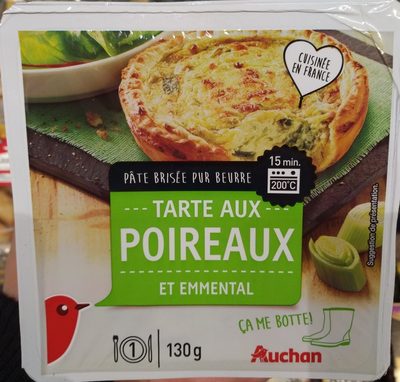 CUISINÉE
EN FRANCE
PÂTE BRISÉE PUR BEURRE
15 min.
200°C
TARTE AUX
POIREAUX
ET EMMENTAL
Suggestion de présentation.
ÇA ME BOTTE!
1
130g
Auchan